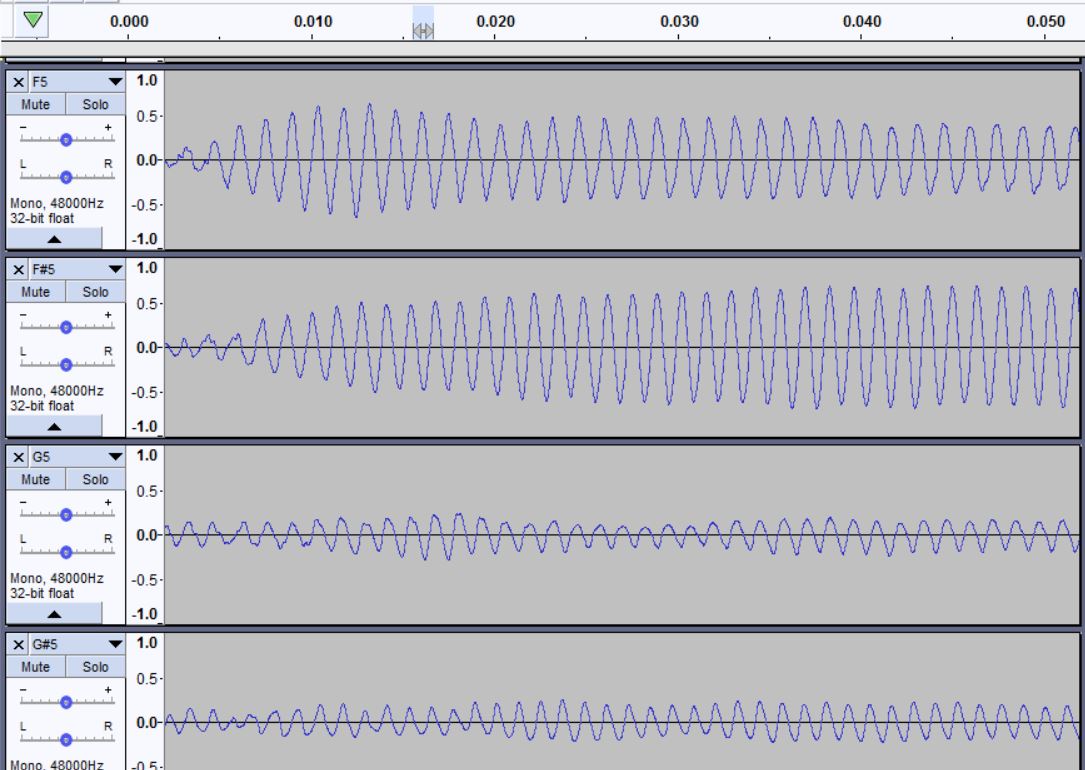 0.000 0.010 0.020 0.030 0.040 0.050
× F5 1.0
Mute Solo
0.5
- +
0.0
L R
-0.5
Mono, 48000Hz
32-bit float
-1.0
× F#5 1.0
Mute Solo
0.5
- +
0.0
L R
-0.5
Mono, 48000Hz
32-bit float
-1.0
× G5 1.0
Mute Solo
0.5
- +
0.0
L R
-0.5
Mono, 48000Hz
32-bit float
-1.0
× G#5 1.0
Mute Solo
0.5
- +
0.0
L R
Mono, 48000Hz
-0.5